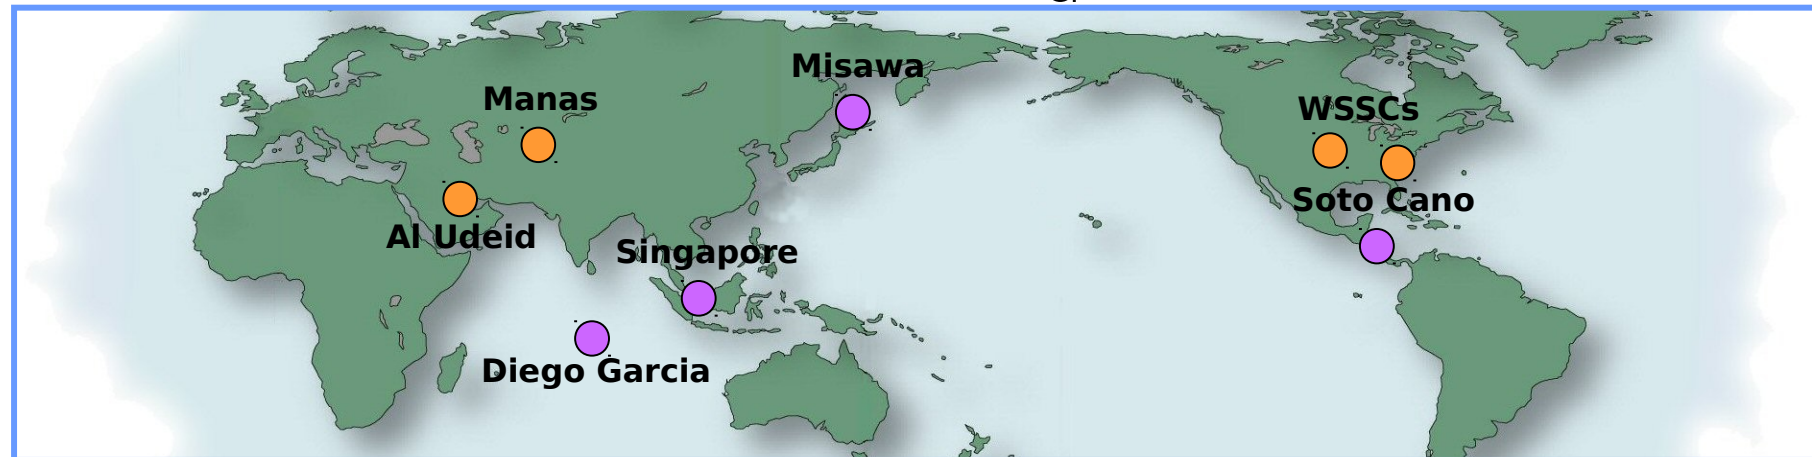 Misawa
Manas
WSSCs
Soto Cano
Al Udeid
Singapore
Diego Garcia